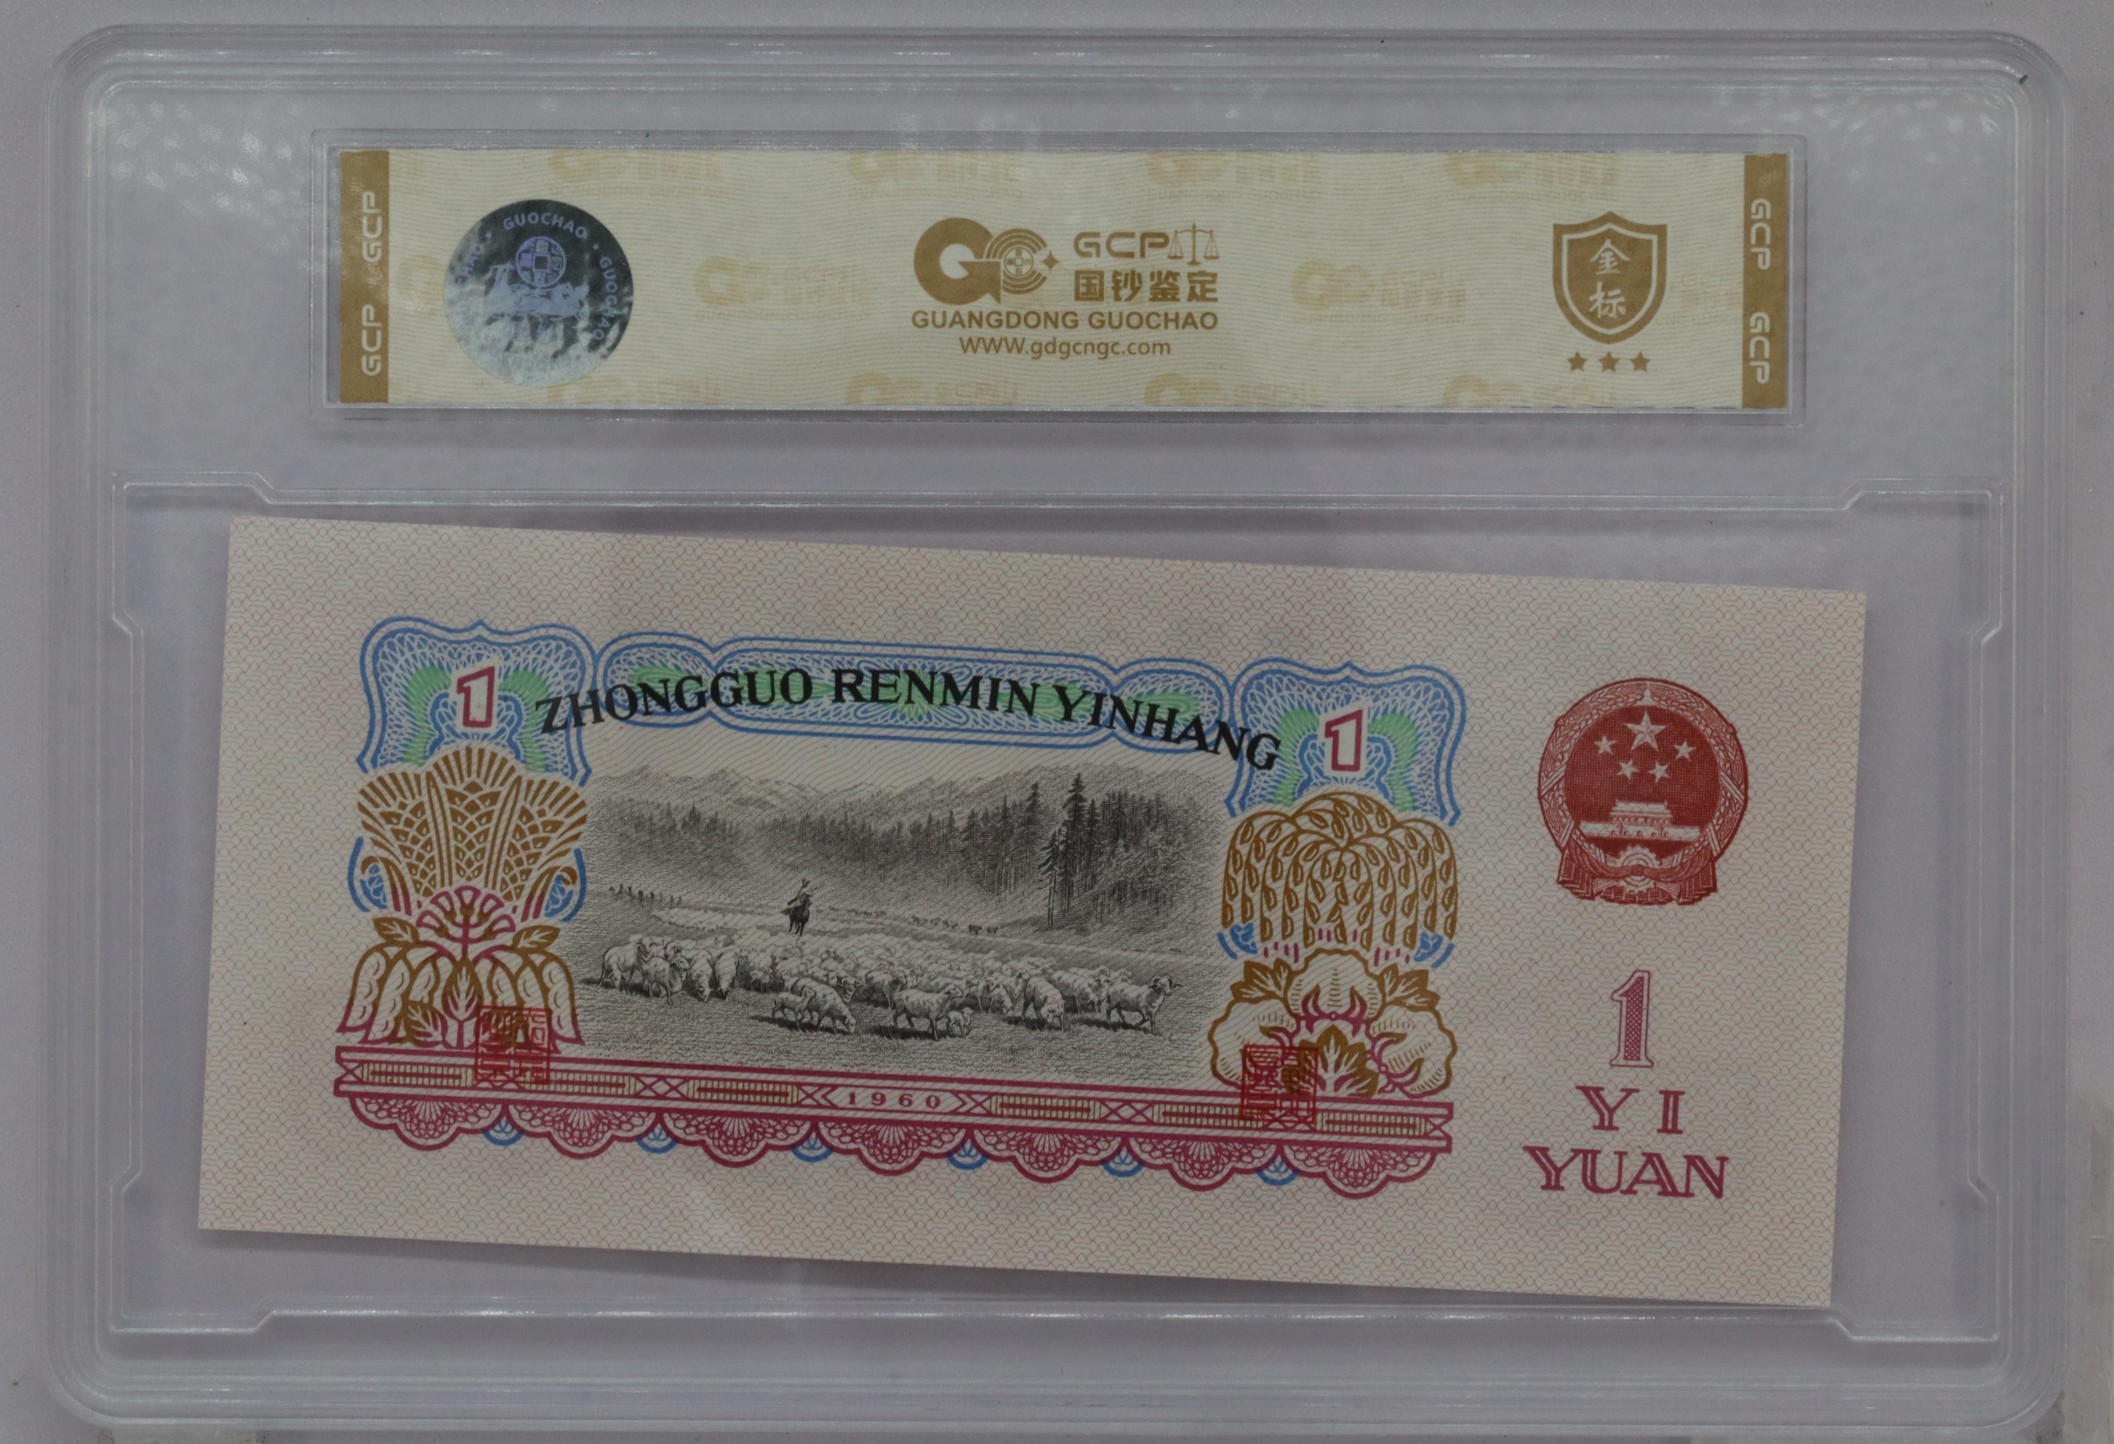 GCP GCP
GUOCHAO · GUOCHAO
GCP
国钞鉴定
GUANGDONG GUOCHAO
WWW.gdgcngc.com
金
标
GCP GCP
1
ZHONGGUO RENMIN YINHANG
1
1960
1
YI
YUAN